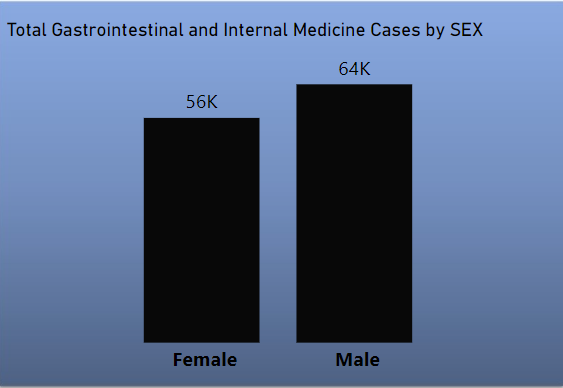 Total Gastrointestinal and Internal Medicine Cases by SEX
64K
56K
Female Male